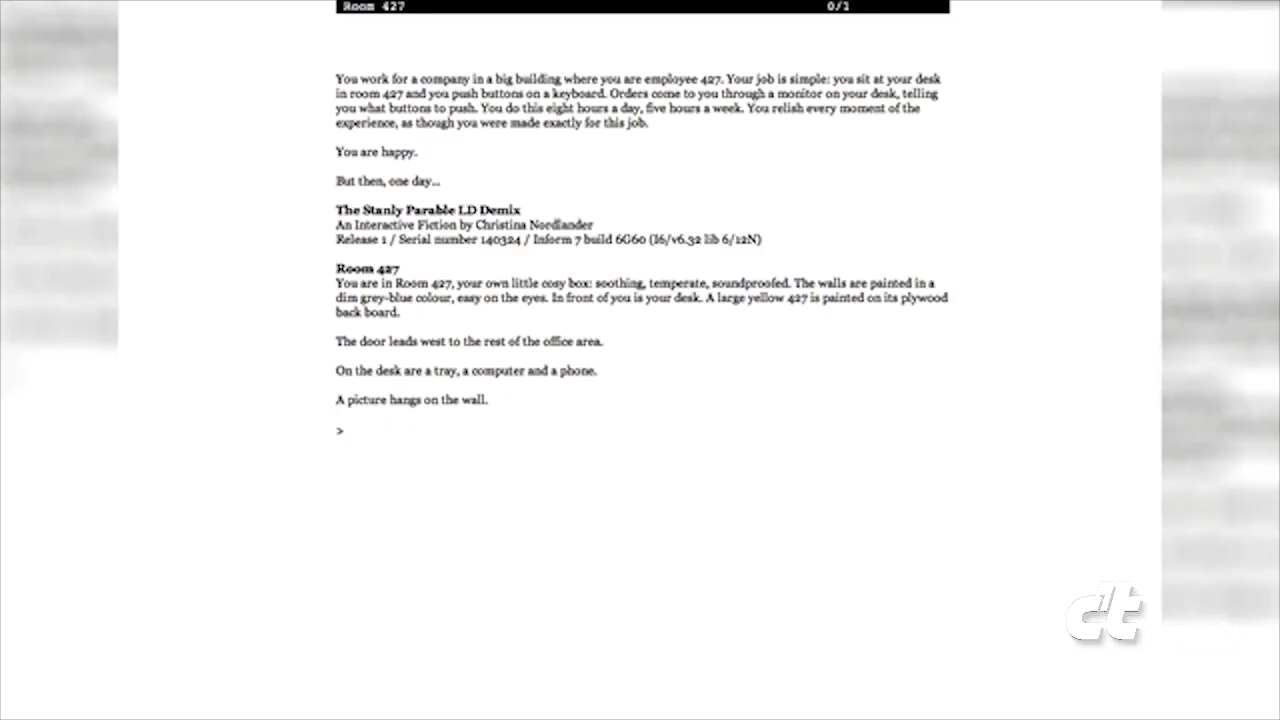 Room 427 0/1
You work for a company in a big building where you are employee 427. Your job is simple: you sit at your desk
in room 427 and you push buttons on a keyboard. Orders come to you through a monitor on your desk, telling
you what buttons to push. You do this eight hours a day, five hours a week. You relish every moment of the
experience, as though you were made exactly for this job.
You are happy.
But then, one day...
The Stanly Parable LD Demix
An Interactive Fiction by Christina Nordlander
Release 1 / Serial number 140324 / Inform 7 build 6G60 (I6/v6.32 lib 6/12N)
Room 427
You are in Room 427, your own little cosy box: soothing, temperate, soundproofed. The walls are painted in a
dim grey-blue colour, easy on the eyes. In front of you is your desk. A large yellow 427 is painted on its plywood
back board.
The door leads west to the rest of the office area.
On the desk are a tray, a computer and a phone.
A picture hangs on the wall.
>
c't